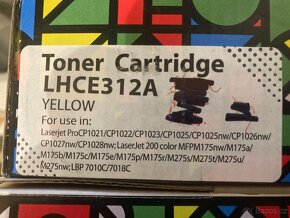 Toner Cartridge
LHCE312A
YELLOW
For use in:
Laserjet ProCP1021/CP1022/CP1023/CP1025/CP1025nw/CP1026nw/
CP1027nw/CP1028nw; LaserJet 200 color MFPM175nw/M175a/
M175b/M175c/M175e/M175p/M175r/M275s/M275t/M275u/
M275nw; LBP 7010C/7018C